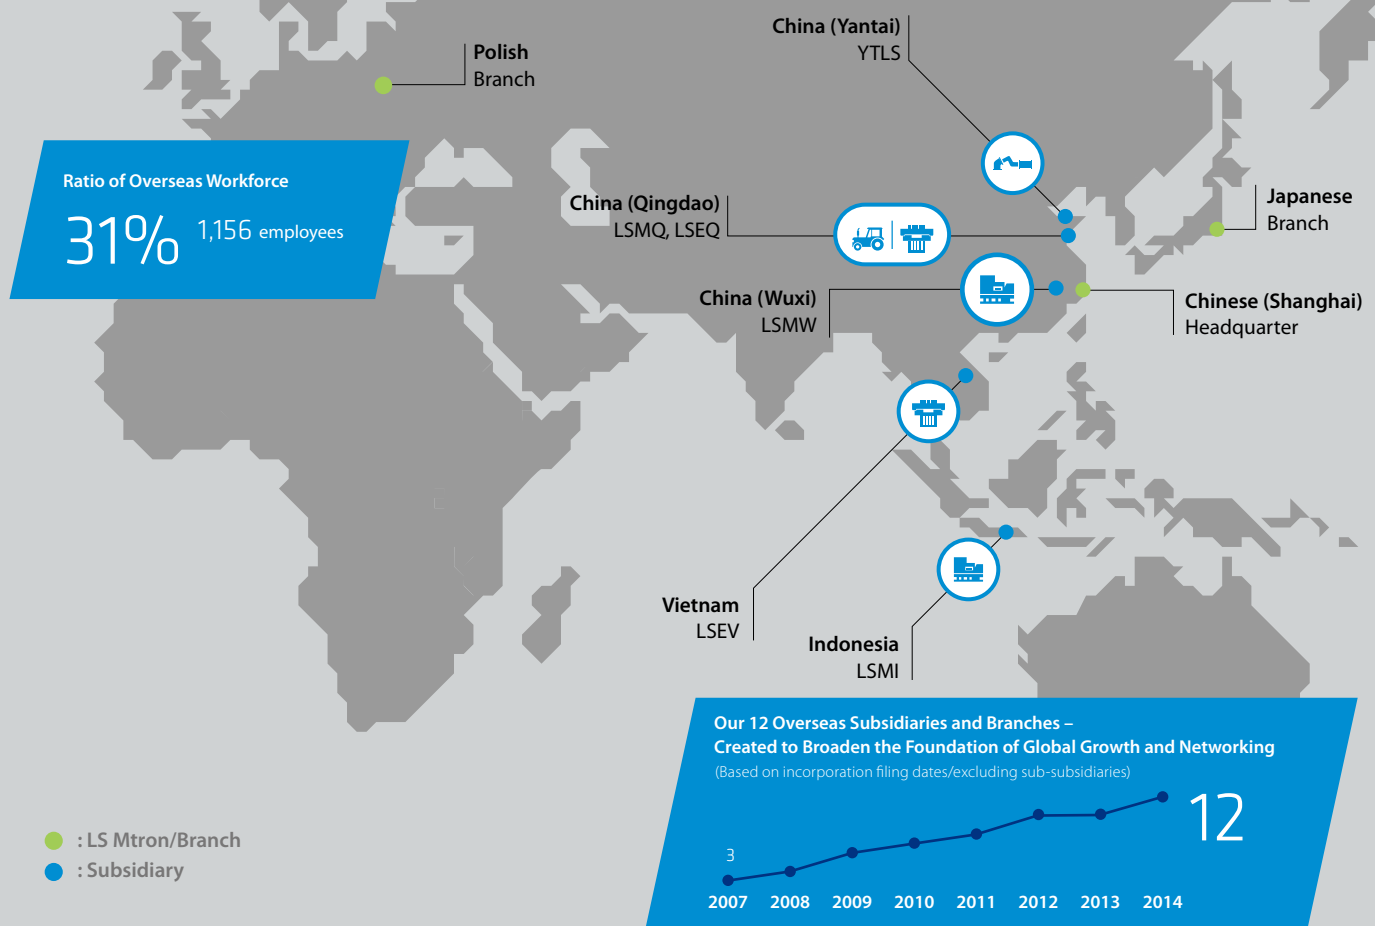 China (Yantai)
YTLS
Polish
Branch
Ratio of Overseas Workforce
31% 1,156 employees
China (Qingdao)
LSMQ, LSEQ
Japanese
Branch
China (Wuxi)
LSMW
Chinese (Shanghai)
Headquarter
Vietnam
LSEV
Indonesia
LSMI
Our 12 Overseas Subsidiaries and Branches –
Created to Broaden the Foundation of Global Growth and Networking
(Based on incorporation filing dates/excluding sub-subsidiaries)
12
3
2007 2008 2009 2010 2011 2012 2013 2014
: LS Mtron/Branch
: Subsidiary